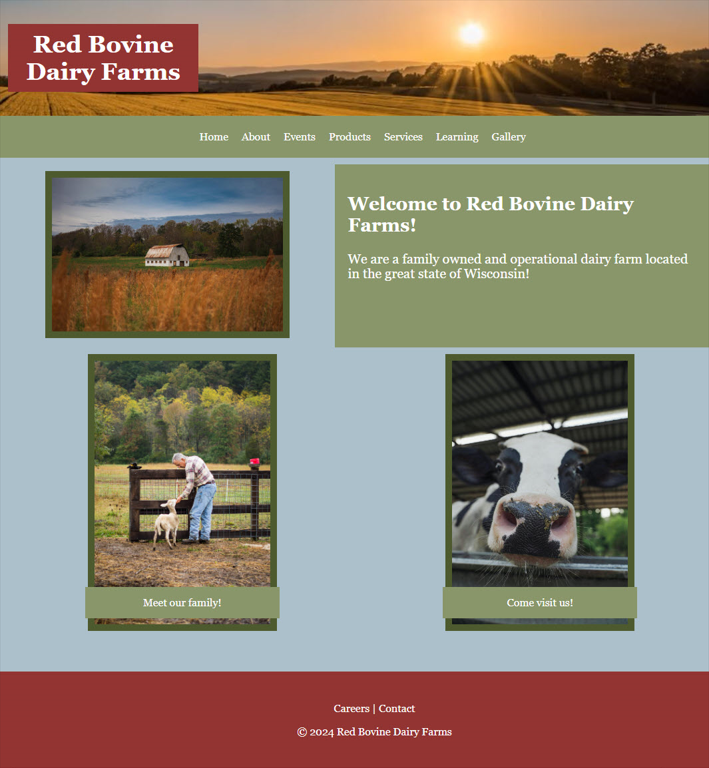 Red Bovine
Dairy Farms
Home About Events Products Services Learning Gallery
Welcome to Red Bovine Dairy
Farms!
We are a family owned and operational dairy farm located
in the great state of Wisconsin!
Meet our family!
Come visit us!
Careers | Contact
© 2024 Red Bovine Dairy Farms